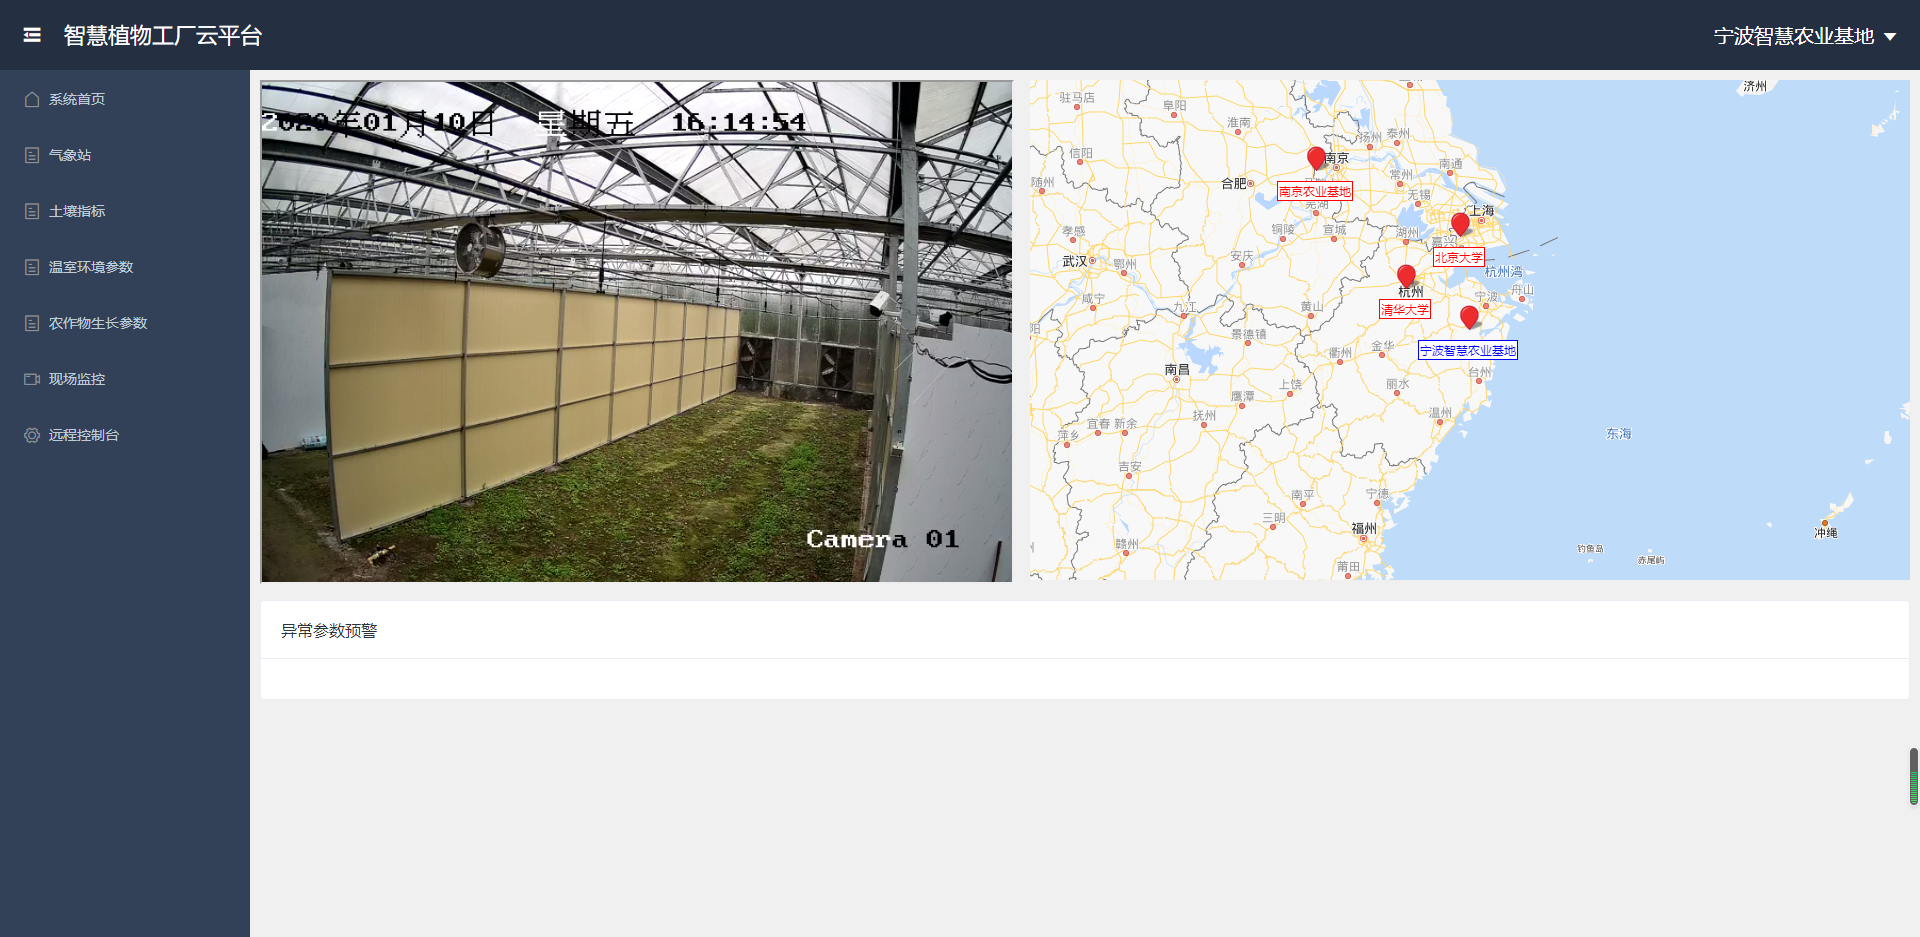 智慧植物工厂云平台
宁波智慧农业基地
系统首页
气象站
土壤指标
温室环境参数
农作物生长参数
现场监控
远程控制台
2020年01月10日 星期五 16:14:54
Camera 01
济州
驻马店
阜阳
淮南
扬州
泰州
信阳
南京
南通
随州
合肥
南京农业基地
常州
无锡
芜湖
上海
孝感
铜陵
宣城
湖州
嘉兴
武汉
鄂州
安庆
北京大学
杭州湾
咸宁
九江
黄山
杭州
宁波
舟山
清华大学
阳
景德镇
衢州
金华
宁波智慧农业基地
南昌
台州
鹰潭
上饶
丽水
抚州
温州
宜春
新余
萍乡
东海
吉安
南平
宁德
三明
福州
冲绳
赣州
钓鱼岛
赤尾屿
莆田
异常参数预警